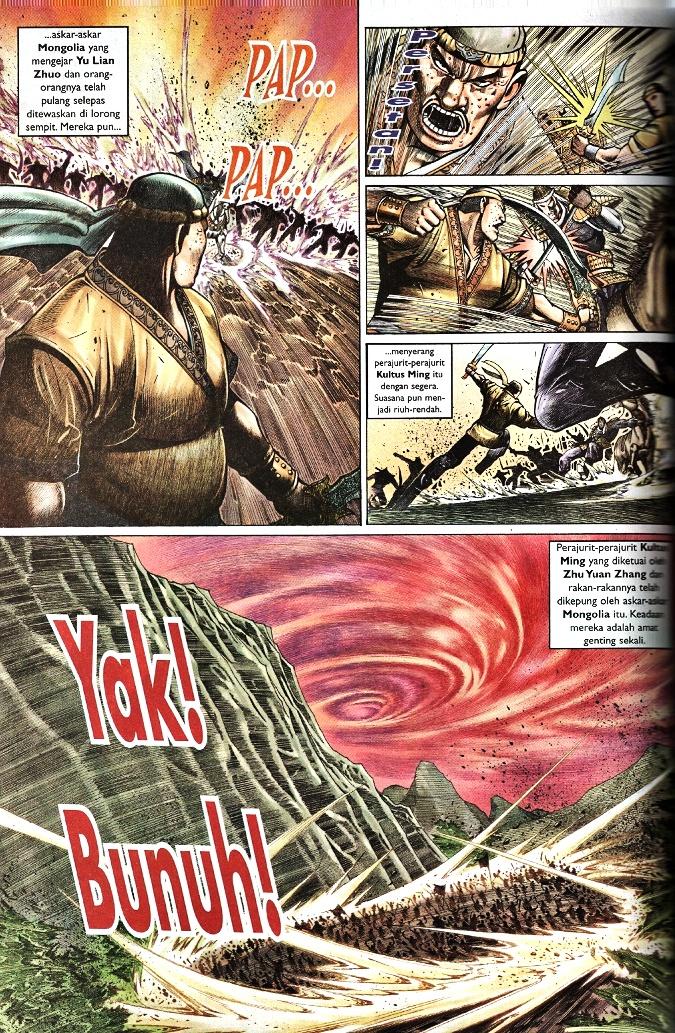 ...askar-askar
Mongolia yang
mengejar Yu Lian
Zhuo dan orang-
orangnya telah
pulang selepas
ditewaskan di lorong
sempit. Mereka pun...
PAP...
PAP...
Persetan!
...menyerang
perajurit-perajurit
Kultus Ming itu
dengan segera.
Suasana pun men-
jadi riuh-rendah.
Perajurit-perajurit Kultus
Ming yang diketuai oleh
Zhu Yuan Zhang dan
rakan-rakannya telah
dikepung oleh askar-askar
Mongolia itu. Keadaan
mereka adalah amat
genting sekali.
Yak!
Bunuh!